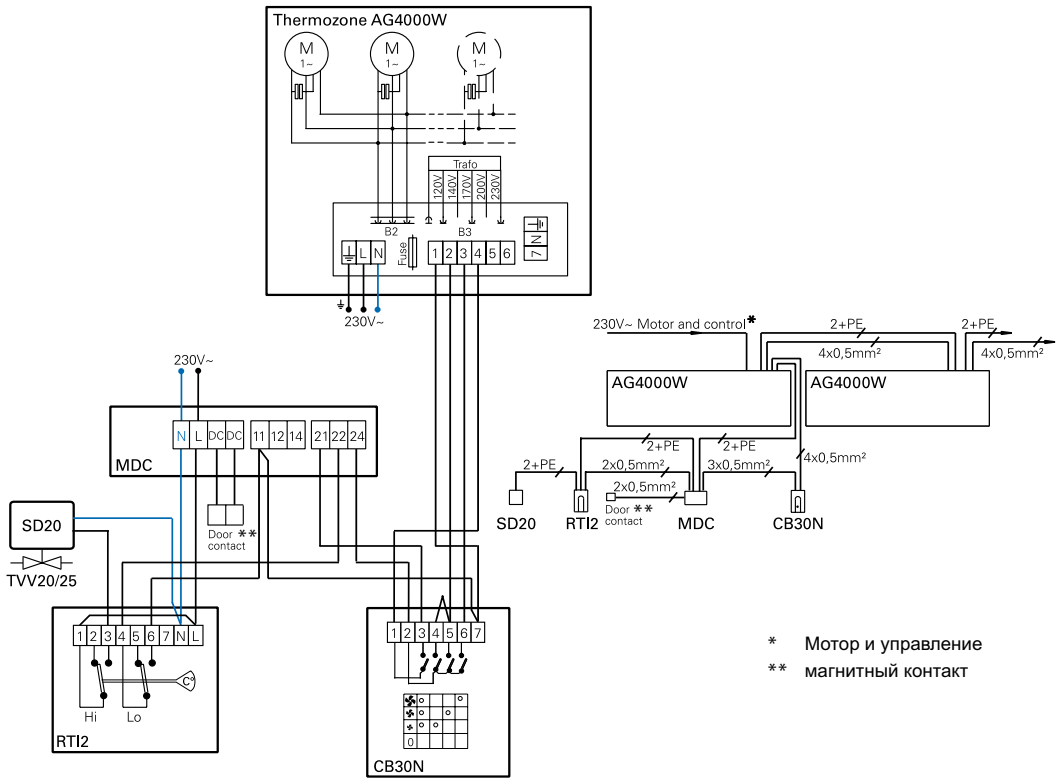 Thermozone AG4000W
M M M
1~ 1~ 1~
Trafo
120V 140V 170V 200V 230V
B2 B3
L N Fuse 1 2 3 4 5 6 7 N
230V~
230V~ Motor and control* 2+PE 2+PE
4x0,5mm² 4x0,5mm²
AG4000W AG4000W
2+PE 2+PE 4x0,5mm²
2+PE 2x0,5mm² 3x0,5mm²
2x0,5mm²
SD20 RTI2 Door ** contact MDC CB30N
230V~
N L DC DC 11 12 14 21 22 24
MDC
Door **
contact
SD20
TVV20/25
1 2 3 4 5 6 7 N L
C°
Hi Lo
RTI2
1 2 3 4 5 6 7
0
CB30N
* Мотор и управление
** магнитный контакт